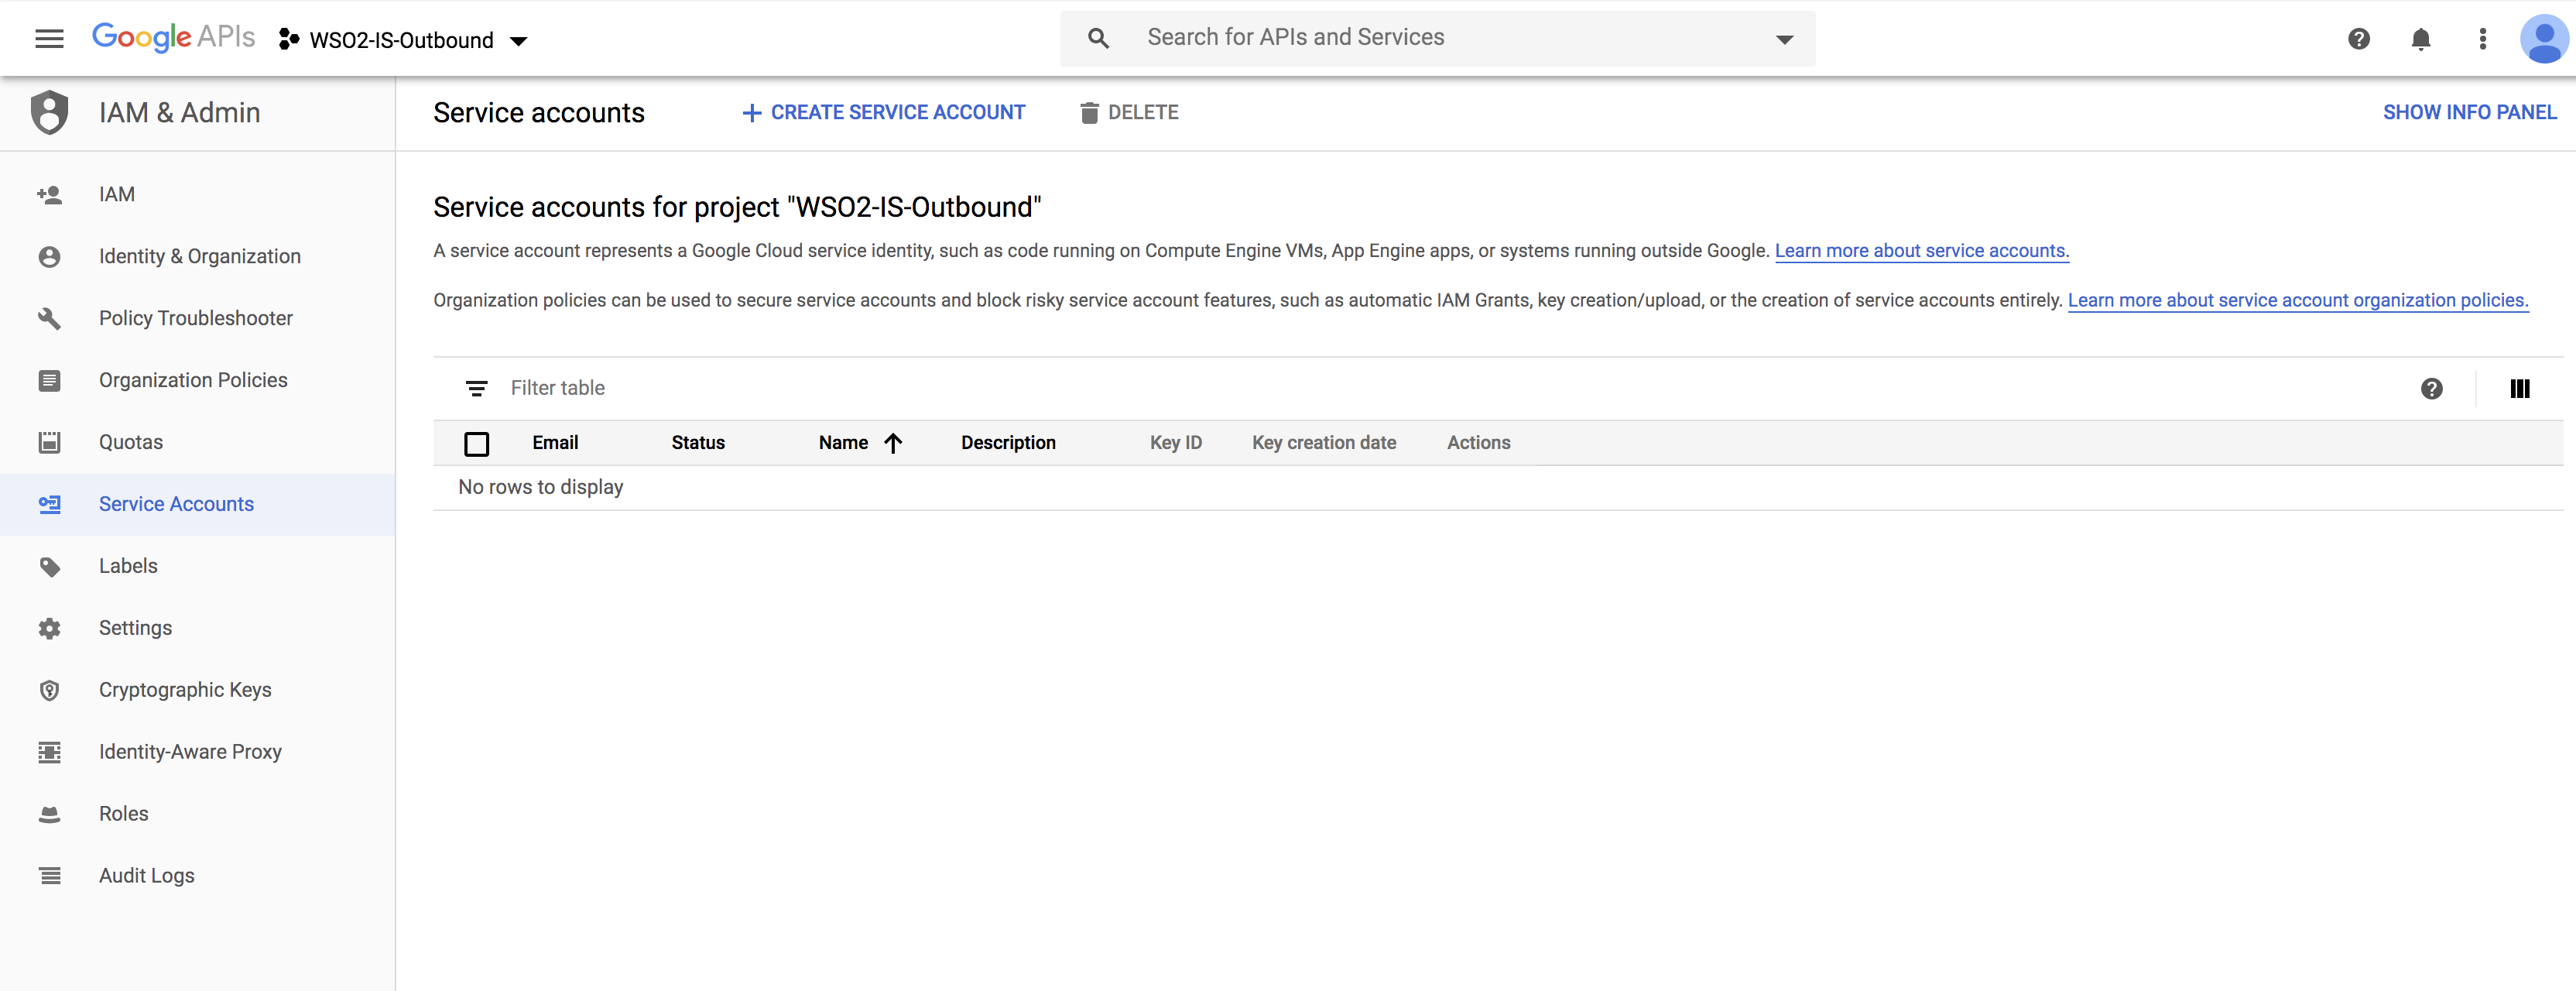 Google APIs WSO2-IS-Outbound Search for APIs and Services
IAM & Admin
Service accounts CREATE SERVICE ACCOUNT DELETE SHOW INFO PANEL
IAM
Identity & Organization
Policy Troubleshooter
Organization Policies
Quotas
Service Accounts
Labels
Settings
Cryptographic Keys
Identity-Aware Proxy
Roles
Audit Logs
Service accounts for project "WSO2-IS-Outbound"
A service account represents a Google Cloud service identity, such as code running on Compute Engine VMs, App Engine apps, or systems running outside Google. Learn more about service accounts.
Organization policies can be used to secure service accounts and block risky service account features, such as automatic IAM Grants, key creation/upload, or the creation of service accounts entirely. Learn more about service account organization policies.
Filter table
Email Status Name Description Key ID Key creation date Actions
No rows to display